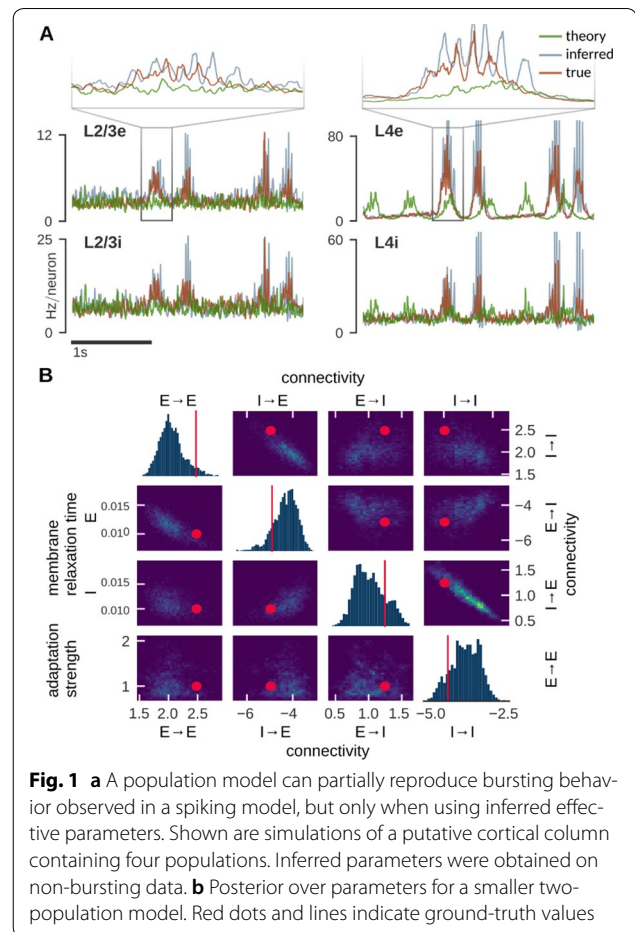 A
theory
inferred
true
L2/3e
12
0
L4e
80
0
L2/3i
25
0
Hz/neuron
L4i
60
0
1s
B
connectivity
E→E
I→E
E→I
I→I
2.5
2.0
1.5
I→I
membrane
relaxation time
E
0.015
0.010
−4
−6
E→I
I
0.015
0.010
1.5
1.0
0.5
I→E
connectivity
adaptation
strength
2
1
E→E
1.5 2.0 2.5
−6 −4
0.5 1.0 1.5
−5.0 −2.5
E→E
I→E
E→I
I→I
connectivity
Fig. 1 a A population model can partially reproduce bursting behav-
ior observed in a spiking model, but only when using inferred effec-
tive parameters. Shown are simulations of a putative cortical column
containing four populations. Inferred parameters were obtained on
non-bursting data. b Posterior over parameters for a smaller two-
population model. Red dots and lines indicate ground-truth values